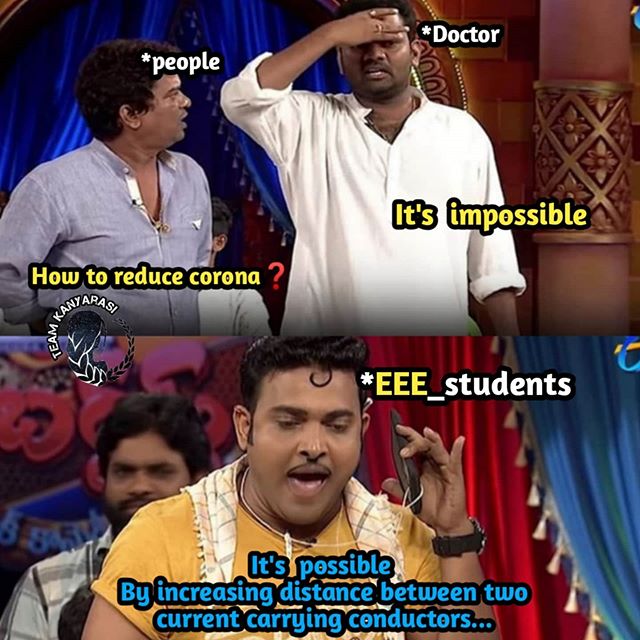 *Doctor
*people
It's impossible
How to reduce corona❓
TEAM KANYARASI
*EEE_students
It's possible
By increasing distance between two
current carrying conductors...